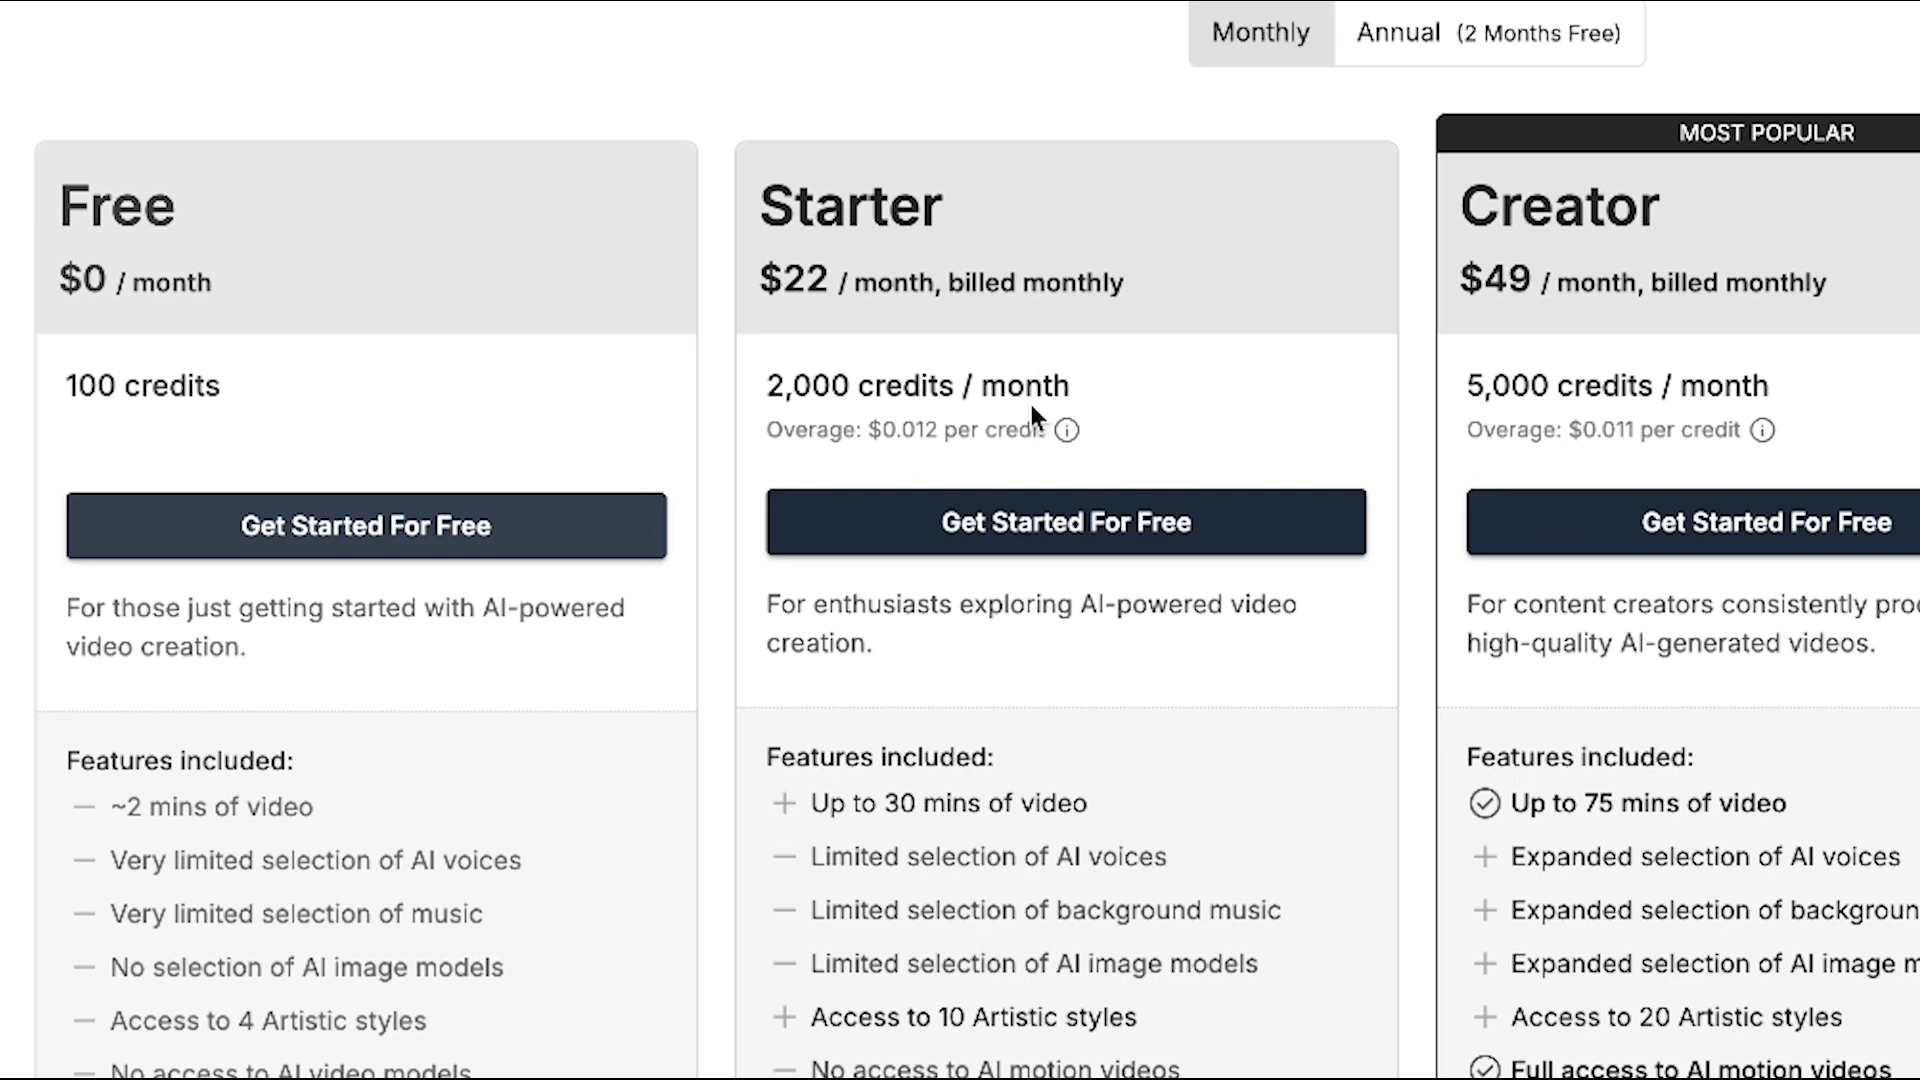 Monthly
Annual (2 Months Free)
Free
$0 / month
100 credits
Get Started For Free
For those just getting started with AI-powered
video creation.
Features included:
~2 mins of video
Very limited selection of AI voices
Very limited selection of music
No selection of AI image models
Access to 4 Artistic styles
No access to AI video models
Starter
$22 / month, billed monthly
2,000 credits / month
Overage: $0.012 per credit
Get Started For Free
For enthusiasts exploring AI-powered video
creation.
Features included:
Up to 30 mins of video
Limited selection of AI voices
Limited selection of background music
Limited selection of AI image models
Access to 10 Artistic styles
No access to AI motion videos
MOST POPULAR
Creator
$49 / month, billed monthly
5,000 credits / month
Overage: $0.011 per credit
Get Started For Free
For content creators consistently
high-quality AI-generated videos.
Features included:
Up to 75 mins of video
Expanded selection of AI voices
Expanded selection of
Expanded selection of AI image
Access to 20 Artistic styles
Full access to AI motion videos